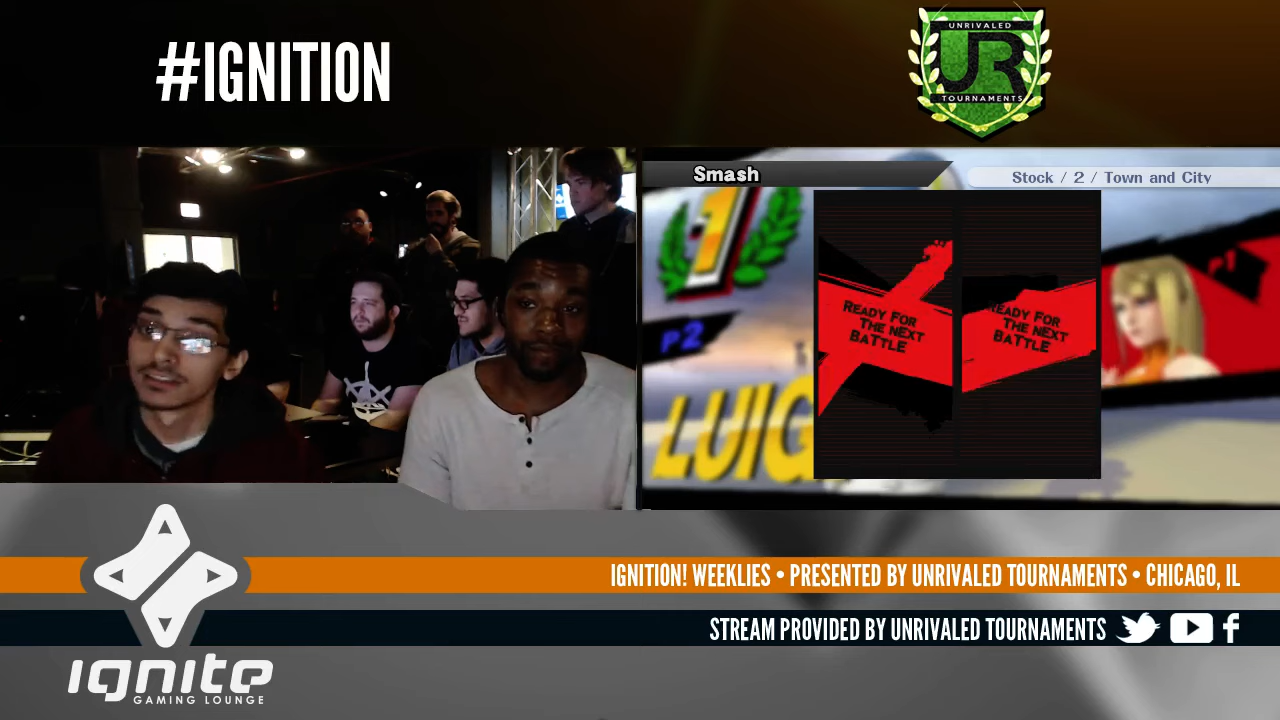 #IGNITION
UNRIVALED
UR
TOURNAMENTS
Smash
Stock / 2 / Town and City
1
P2
LUIG
READY FOR
THE NEXT
BATTLE
READY FOR
THE NEXT
BATTLE
P1
IGNITION! WEEKLIES • PRESENTED BY UNRIVALED TOURNAMENTS • CHICAGO, IL
STREAM PROVIDED BY UNRIVALED TOURNAMENTS
ignite
GAMING LOUNGE